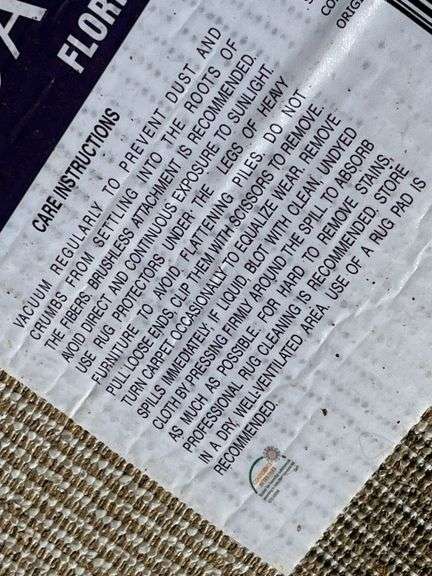 FLOR
CO
ORIG
CARE INSTRUCTIONS
VACUUM REGULARLY TO PREVENT DUST AND
CRUMBS FROM SETTLING INTO THE ROOTS OF
THE FIBERS. BRUSHLESS ATTACHMENT IS RECOMMENDED.
AVOID DIRECT AND CONTINUOUS EXPOSURE TO SUNLIGHT.
USE RUG PROTECTORS UNDER THE LEGS OF HEAVY
FURNITURE TO AVOID FLATTENING PILES. DO NOT
PULL LOOSE ENDS, CLIP THEM WITH SCISSORS TO REMOVE.
TURN CARPET OCCASIONALLY TO EQUALIZE WEAR. REMOVE
SPILLS IMMEDIATELY; IF LIQUID, BLOT WITH CLEAN, UNDYED
CLOTH BY PRESSING FIRMLY AROUND THE SPILL TO ABSORB
AS MUCH AS POSSIBLE. FOR HARD TO REMOVE STAINS,
PROFESSIONAL RUG CLEANING IS RECOMMENDED. STORE
IN A DRY, WELL-VENTILATED AREA. USE OF A RUG PAD IS
RECOMMENDED.